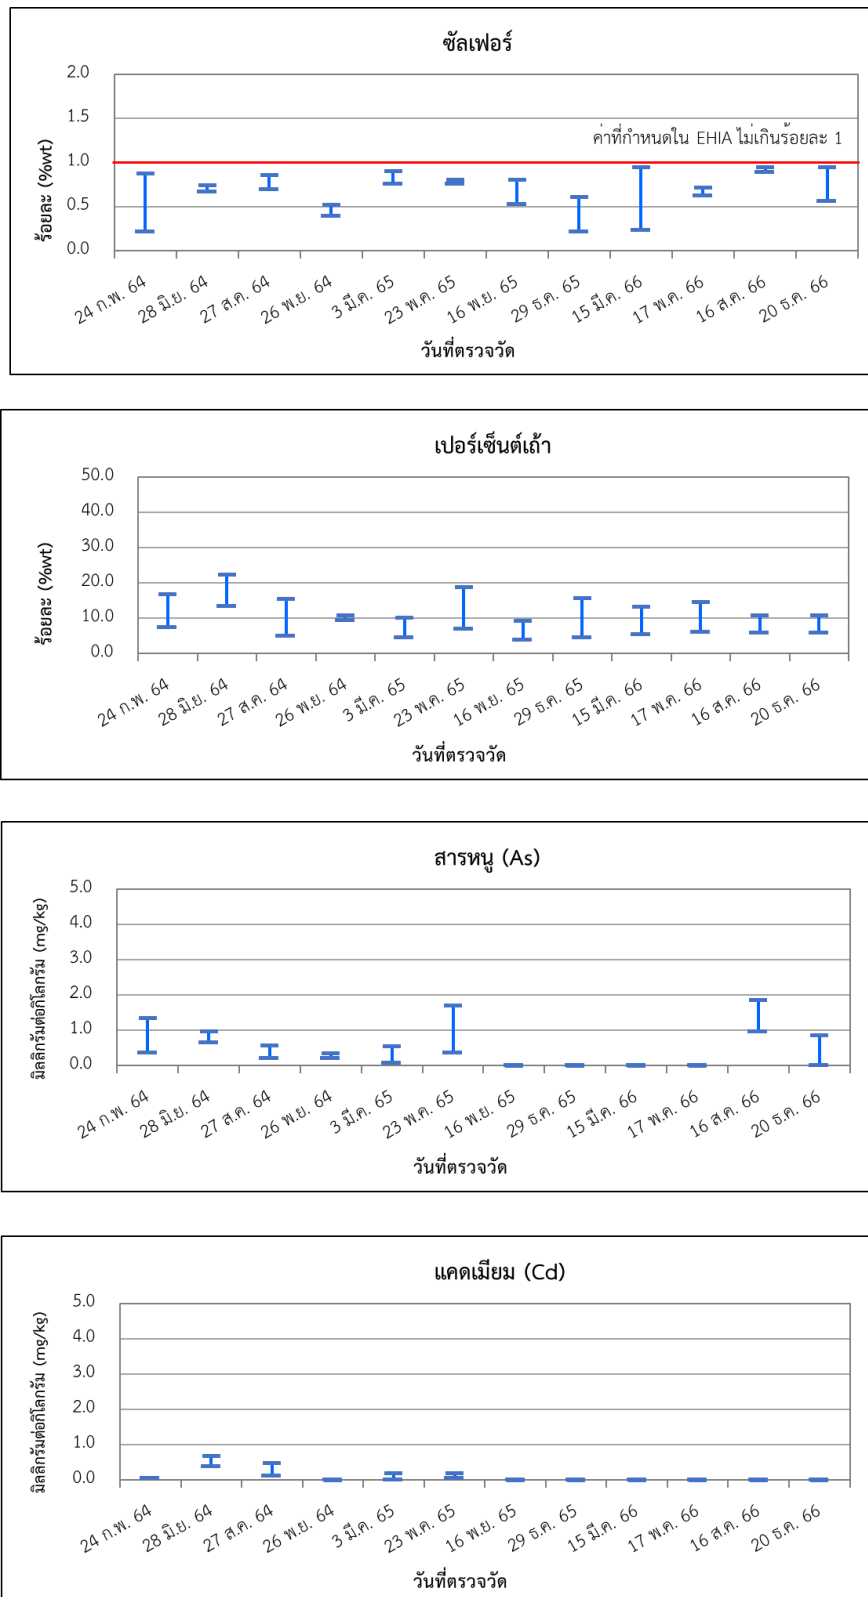 ซัลเฟอร์
ร้อยละ (%wt)
2.0
1.5
1.0
0.5
0.0
ค่าที่กำหนดใน EHIA ไม่เกินร้อยละ 1
24 ก.พ. 64
28 มิ.ย. 64
27 ส.ค. 64
26 พ.ย. 64
3 มี.ค. 65
23 พ.ค. 65
16 พ.ย. 65
29 ธ.ค. 65
15 มี.ค. 66
17 พ.ค. 66
16 ส.ค. 66
20 ธ.ค. 66
วันที่ตรวจวัด
เปอร์เซ็นต์เถ้า
ร้อยละ (%wt)
50.0
40.0
30.0
20.0
10.0
0.0
24 ก.พ. 64
28 มิ.ย. 64
27 ส.ค. 64
26 พ.ย. 64
3 มี.ค. 65
23 พ.ค. 65
16 พ.ย. 65
29 ธ.ค. 65
15 มี.ค. 66
17 พ.ค. 66
16 ส.ค. 66
20 ธ.ค. 66
วันที่ตรวจวัด
สารหนู (As)
มิลลิกรัมต่อกิโลกรัม (mg/kg)
5.0
4.0
3.0
2.0
1.0
0.0
24 ก.พ. 64
28 มิ.ย. 64
27 ส.ค. 64
26 พ.ย. 64
3 มี.ค. 65
23 พ.ค. 65
16 พ.ย. 65
29 ธ.ค. 65
15 มี.ค. 66
17 พ.ค. 66
16 ส.ค. 66
20 ธ.ค. 66
วันที่ตรวจวัด
แคดเมียม (Cd)
มิลลิกรัมต่อกิโลกรัม (mg/kg)
5.0
4.0
3.0
2.0
1.0
0.0
24 ก.พ. 64
28 มิ.ย. 64
27 ส.ค. 64
26 พ.ย. 64
3 มี.ค. 65
23 พ.ค. 65
16 พ.ย. 65
29 ธ.ค. 65
15 มี.ค. 66
17 พ.ค. 66
16 ส.ค. 66
20 ธ.ค. 66
วันที่ตรวจวัด